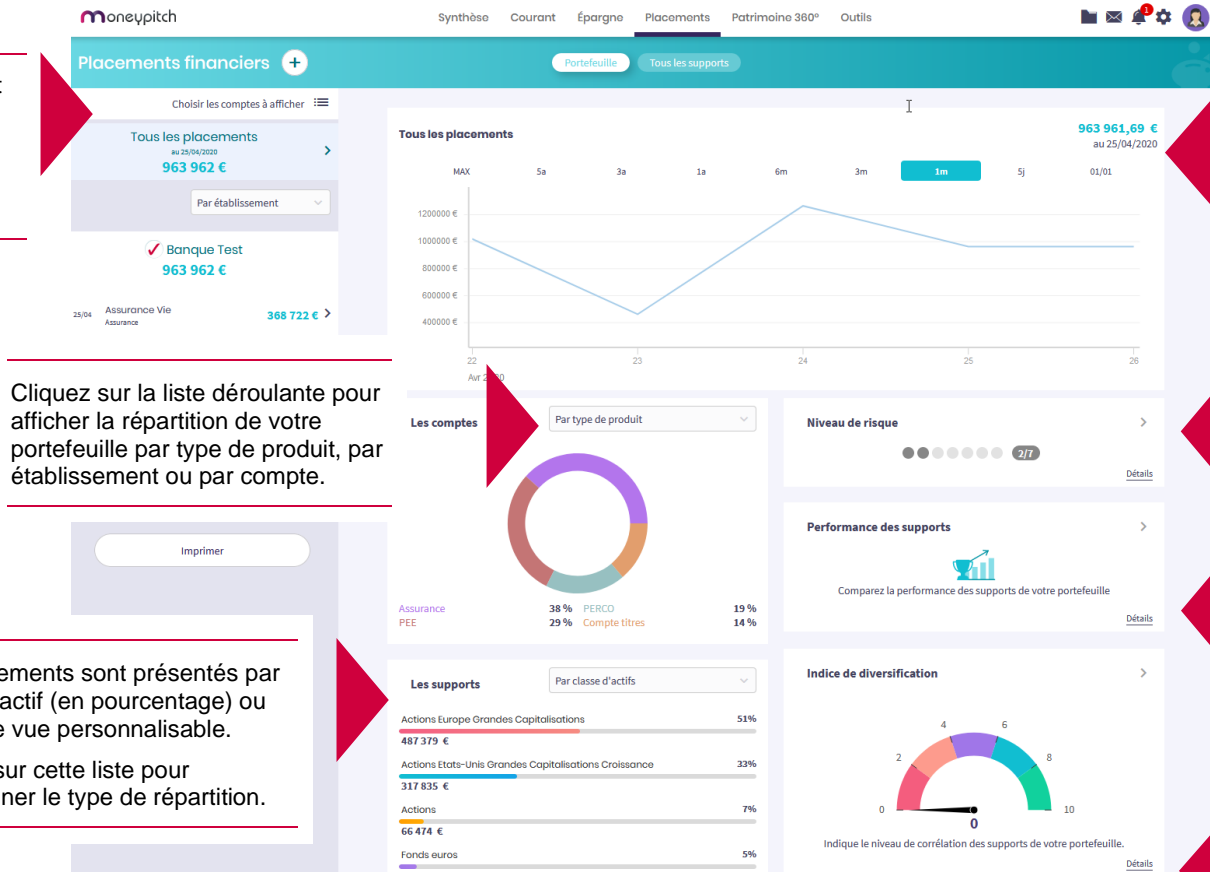 moneypitch
Synthèse Courant Épargne Placements Patrimoine 360° Outils
1
Placements financiers +
Portefeuille Tous les supports
Choisir les comptes à afficher
Tous les placements
au 25/04/2020
963 962 €
Par établissement
Banque Test
963 962 €
25/04 Assurance Vie 368 722 €
Assurance
Tous les placements
963 961,69 €
au 25/04/2020
MAX 5a 3a 1a 6m 3m 1m 5j 01/01
1200000 €
1000000 €
800000 €
600000 €
400000 €
22 23 24 25 26
Avr
Cliquez sur la liste déroulante pour
afficher la répartition de votre
portefeuille par type de produit, par
établissement ou par compte.
Les comptes Par type de produit
Assurance 38 % PERCO 19 %
PEE 29 % Compte titres 14 %
Niveau de risque
2/7
Détails
Performance des supports
Comparez la performance des supports de votre portefeuille
Détails
Imprimer
sont présentés par
actif (en pourcentage) ou
vue personnalisable.
sur cette liste pour
le type de répartition.
Les supports Par classe d'actifs
Actions Europe Grandes Capitalisations 51%
487 379 €
Actions Etats-Unis Grandes Capitalisations Croissance 33%
317 835 €
Actions 7%
66 474 €
Fonds euros 5%
Indice de diversification
0 2 4 6 8 10
0
Indique le niveau de corrélation des supports de votre portefeuille.
Détails